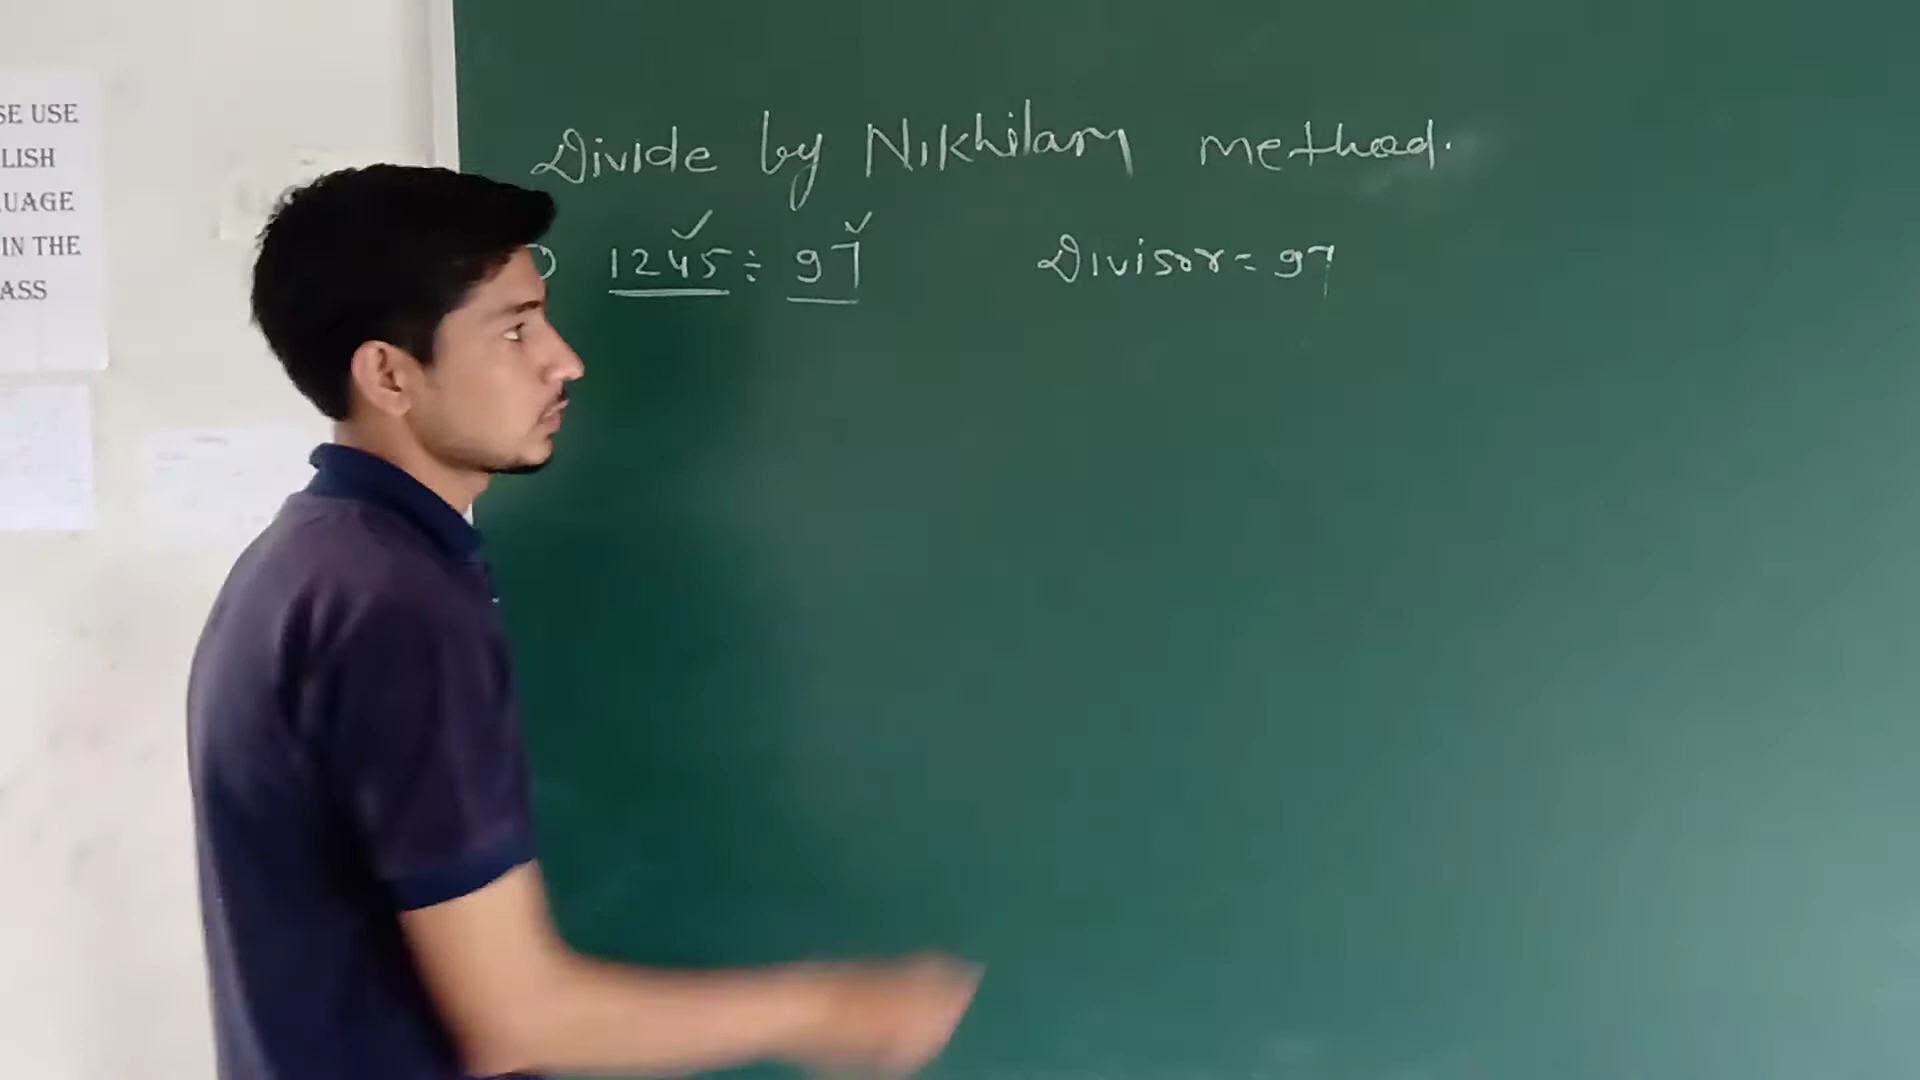 SE USE
LISH
UAGE
IN THE
ASS
Divide by Nikhilam method.
1245 ÷ 97 Divisor = 97